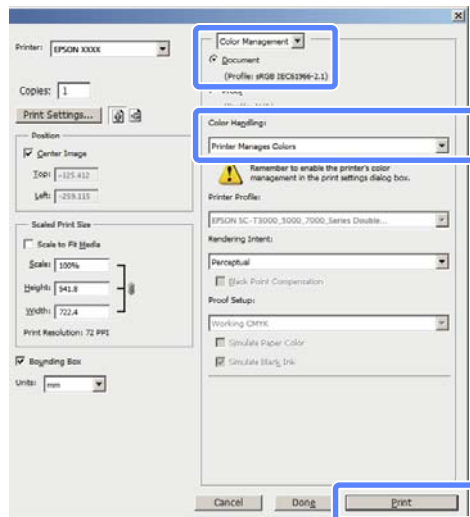 Printer: EPSON XXXX
Copies: 1
Print Settings...
Position
Center Image
Top: -125.412
Left: -259.115
Scaled Print Size
Scale to Fit Media
Scale: 100%
Height: 541.8
Width: 722.4
Print Resolution: 72 PPI
Bounding Box
Units: mm
Color Management
Document
(Profile: sRGB IEC61966-2.1)
Color Handling:
Printer Manages Colors
Remember to enable the printer's color
management in the print settings dialog box.
Printer Profile:
EPSON SC-T3000_5000_7000_Series Double...
Rendering Intent:
Perceptual
Black Point Compensation
Proof Setup:
Working CMYK
Simulate Paper Color
Simulate Black Ink
Cancel
Done
Print